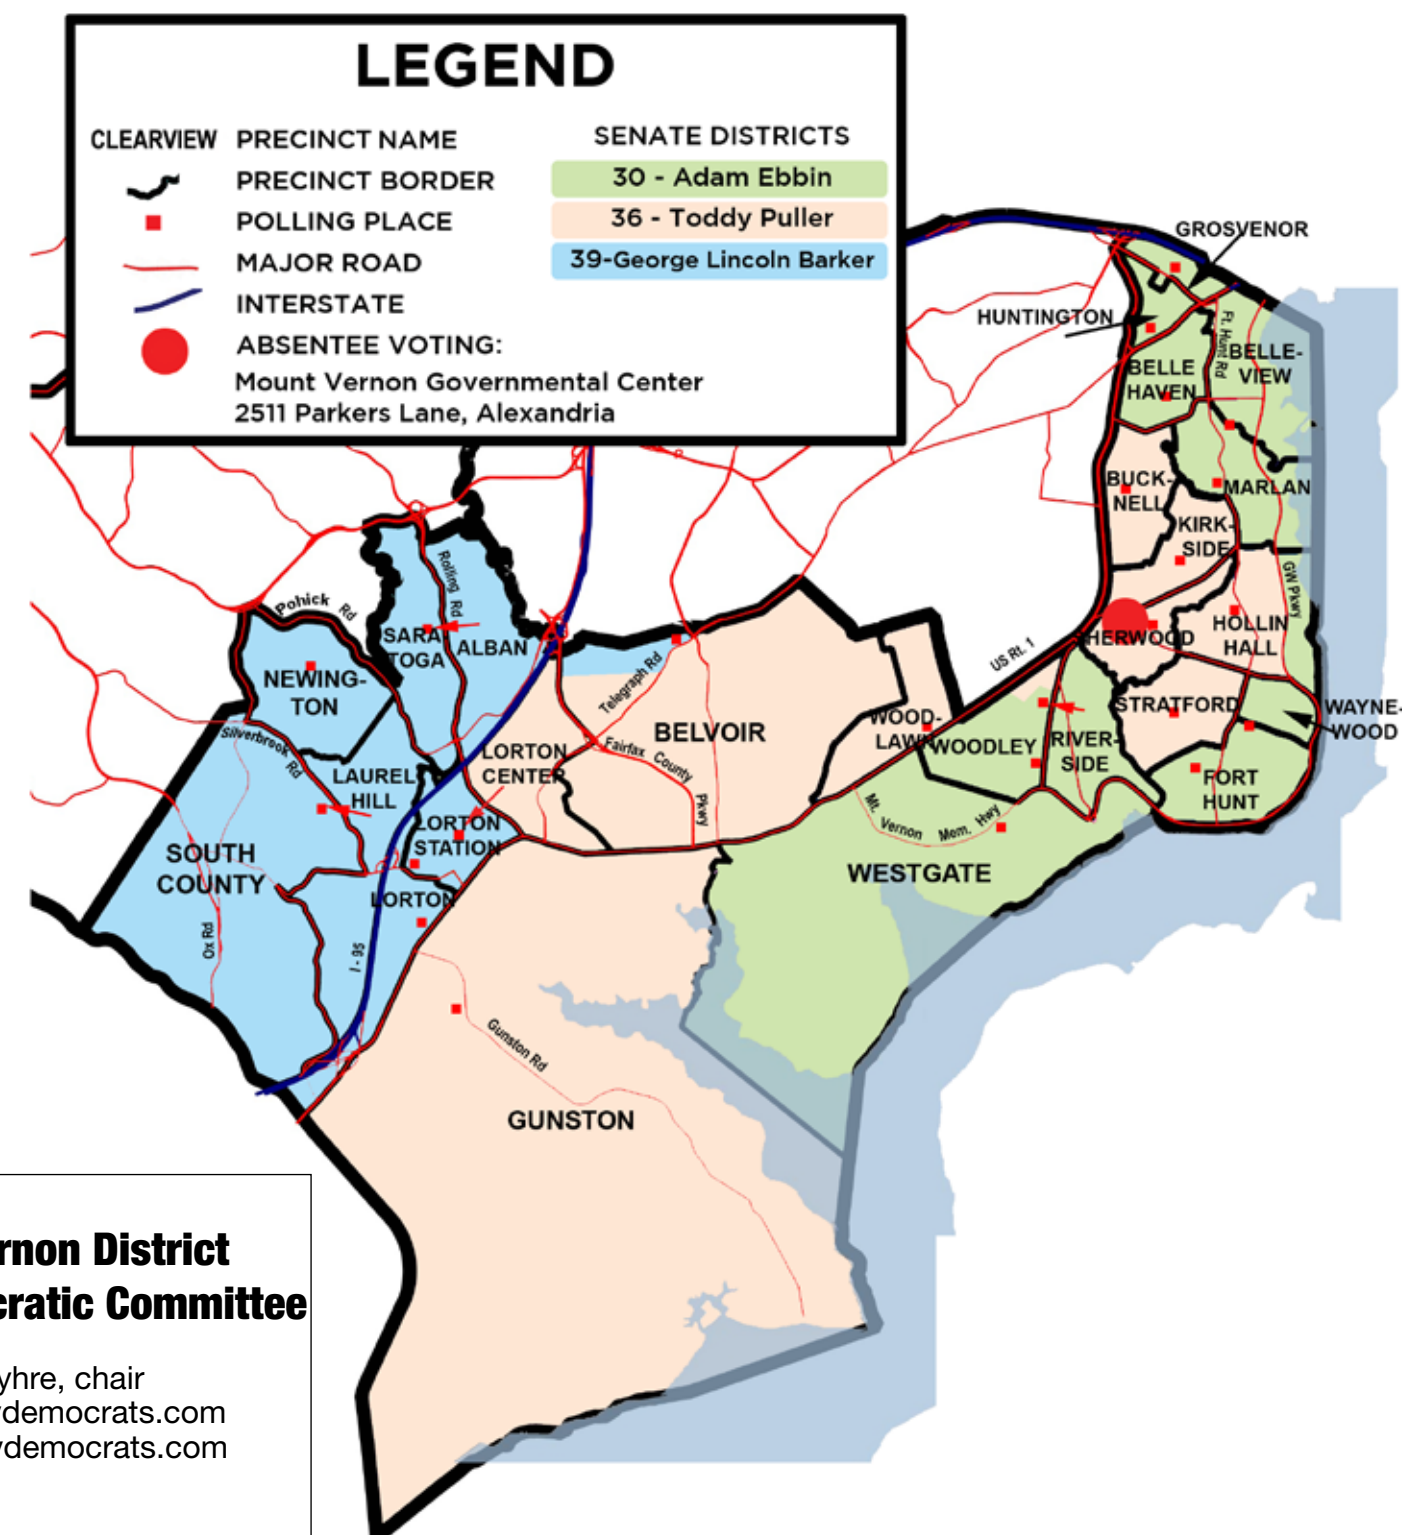 LEGEND
CLEARVIEW PRECINCT NAME
PRECINCT BORDER
POLLING PLACE
MAJOR ROAD
INTERSTATE
ABSENTEE VOTING:
Mount Vernon Governmental Center
2511 Parkers Lane, Alexandria
SENATE DISTRICTS
30 - Adam Ebbin
36 - Toddy Puller
39-George Lincoln Barker
GROSVENOR
HUNTINGTON
Ft. Hunt Rd
BELLE-
VIEW
BELLE
HAVEN
BUCK-
NELL
MARLAN
KIRK-
SIDE
GW Pkwy
HOLLIN
HALL
SHERWOOD
US Rt. 1
STRATFORD
WAYNE-
WOOD
FORT
HUNT
RIVER-
SIDE
WOODLEY
WOOD-
LAWN
Mt. Vernon Mem. Hwy
WESTGATE
Pohick Rd
Rolling Rd
SARA
TOGA
ALBAN
NEWING-
TON
Telegraph Rd
BELVOIR
Fairfax County Pkwy
LORTON
CENTER
Silverbrook Rd
LAUREL
HILL
LORTON
STATION
SOUTH
COUNTY
LORTON
Ox Rd
I - 95
Gunston Rd
GUNSTON
rnon District
cratic Committee
yhre, chair
ydemocrats.com
ydemocrats.com